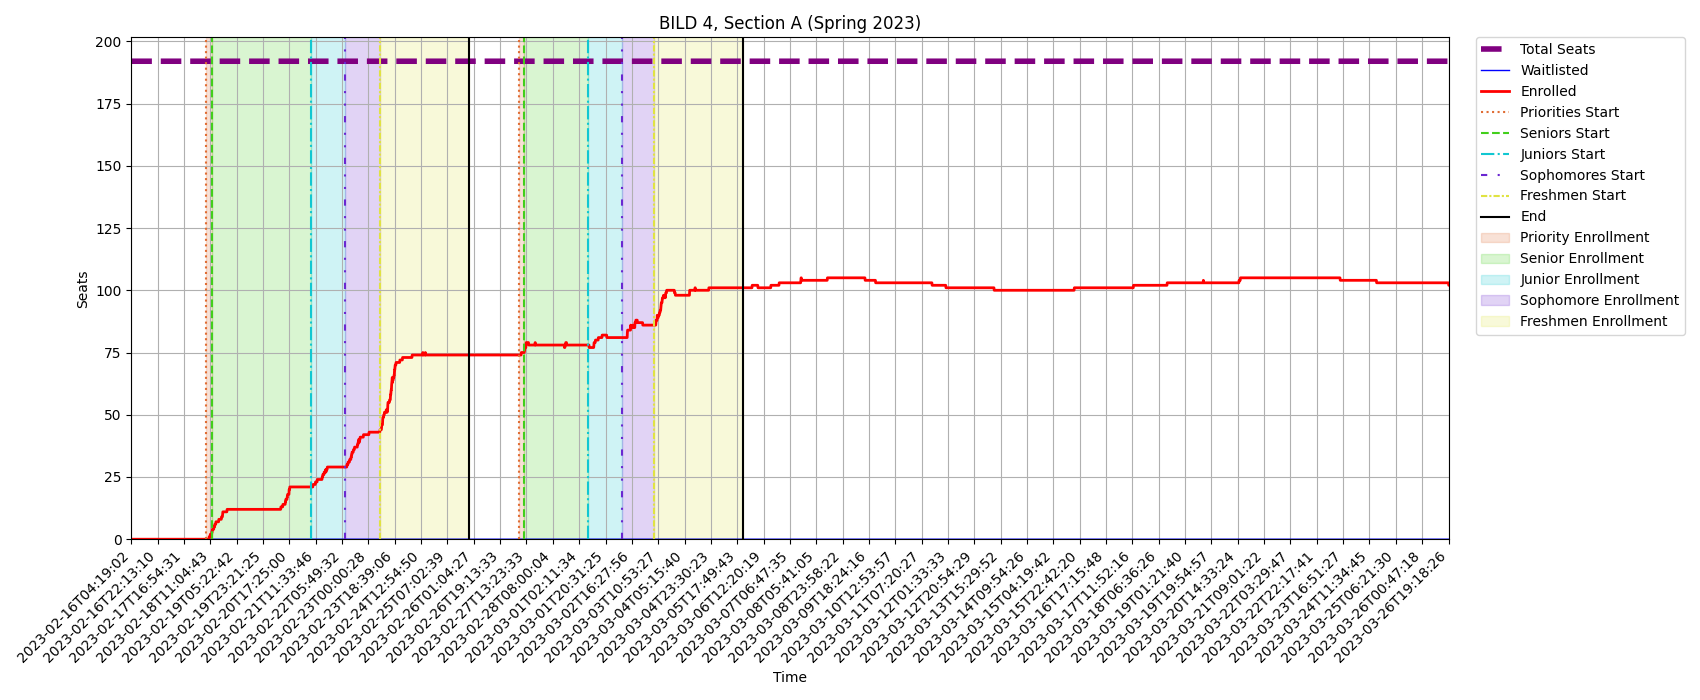 BILD 4, Section A (Spring 2023)
Seats
200
175
150
125
100
75
50
25
0
2023-02-16T04:19:02
2023-02-16T22:13:10
2023-02-17T16:54:31
2023-02-18T11:04:43
2023-02-19T05:22:42
2023-02-19T23:21:25
2023-02-20T17:25:00
2023-02-21T11:33:46
2023-02-22T05:49:32
2023-02-23T00:00:28
2023-02-23T18:39:06
2023-02-24T12:54:50
2023-02-25T07:02:39
2023-02-26T01:04:27
2023-02-26T19:13:33
2023-02-27T13:23:33
2023-02-28T08:00:04
2023-03-01T02:11:34
2023-03-01T20:31:25
2023-03-02T16:27:56
2023-03-03T10:53:27
2023-03-04T05:15:40
2023-03-04T23:30:23
2023-03-05T17:49:43
2023-03-06T12:20:19
2023-03-07T06:47:35
2023-03-08T05:41:05
2023-03-08T23:58:22
2023-03-09T18:24:16
2023-03-10T12:53:57
2023-03-11T07:20:27
2023-03-12T01:33:33
2023-03-12T20:54:29
2023-03-13T15:29:52
2023-03-14T09:54:26
2023-03-15T04:19:42
2023-03-15T22:42:20
2023-03-16T17:15:48
2023-03-17T11:52:16
2023-03-18T06:36:26
2023-03-19T01:21:40
2023-03-19T19:54:57
2023-03-20T14:33:24
2023-03-21T09:01:22
2023-03-22T03:29:47
2023-03-22T22:17:41
2023-03-23T16:51:27
2023-03-24T11:34:45
2023-03-25T06:21:30
2023-03-26T00:47:18
2023-03-26T19:18:26
Time
Total Seats
Waitlisted
Enrolled
Priorities Start
Seniors Start
Juniors Start
Sophomores Start
Freshmen Start
End
Priority Enrollment
Senior Enrollment
Junior Enrollment
Sophomore Enrollment
Freshmen Enrollment